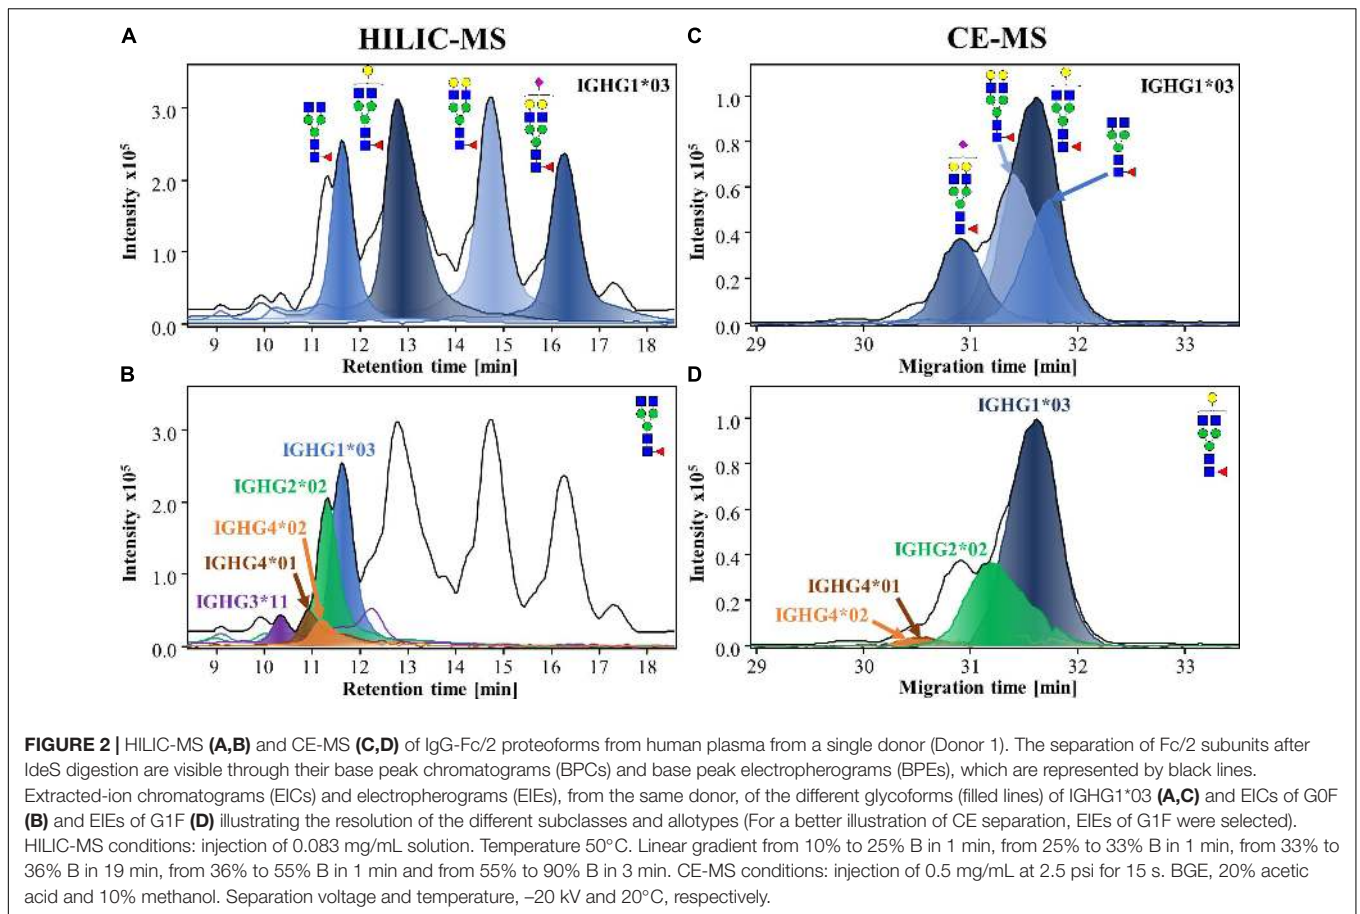 A
HILIC-MS
IGHG1*03
Intensity x10⁵
3.0
2.0
1.0
0.0
9 10 11 12 13 14 15 16 17 18
Retention time [min]
C
CE-MS
IGHG1*03
Intensity x10⁵
1.0
0.8
0.6
0.4
0.2
0.0
29 30 31 32 33
Migration time [min]
B
IGHG1*03
IGHG2*02
IGHG4*02
IGHG4*01
IGHG3*11
Intensity x10⁵
3.0
2.0
1.0
0.0
9 10 11 12 13 14 15 16 17 18
Retention time [min]
D
IGHG1*03
IGHG2*02
IGHG4*01
IGHG4*02
Intensity x10⁵
1.0
0.8
0.6
0.4
0.2
0.0
29 30 31 32 33
Migration time [min]
FIGURE 2 | HILIC-MS (A,B) and CE-MS (C,D) of IgG-Fc/2 proteoforms from human plasma from a single donor (Donor 1). The separation of Fc/2 subunits after
IdeS digestion are visible through their base peak chromatograms (BPCs) and base peak electropherograms (BPEs), which are represented by black lines.
Extracted-ion chromatograms (EICs) and electropherograms (EIEs), from the same donor, of the different glycoforms (filled lines) of IGHG1*03 (A,C) and EICs of G0F
(B) and EIEs of G1F (D) illustrating the resolution of the different subclasses and allotypes (For a better illustration of CE separation, EIEs of G1F were selected).
HILIC-MS conditions: injection of 0.083 mg/mL solution. Temperature 50°C. Linear gradient from 10% to 25% B in 1 min, from 25% to 33% B in 1 min, from 33% to
36% B in 19 min, from 36% to 55% B in 1 min and from 55% to 90% B in 3 min. CE-MS conditions: injection of 0.5 mg/mL at 2.5 psi for 15 s. BGE, 20% acetic
acid and 10% methanol. Separation voltage and temperature, –20 kV and 20°C, respectively.